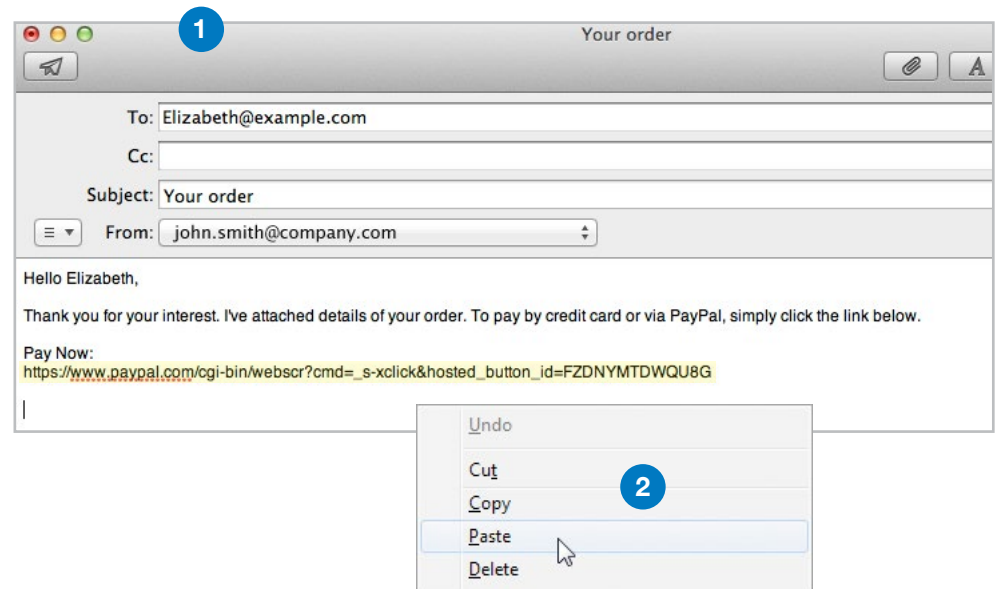 1
Your order
A
To: Elizabeth@example.com
Cc:
Subject: Your order
From: john.smith@company.com
Hello Elizabeth,
Thank you for your interest. I've attached details of your order. To pay by credit card or via PayPal, simply click the link below.
Pay Now:
https://www.paypal.com/cgi-bin/webscr?cmd=_s-xclick&hosted_button_id=FZDNYMTDWQU8G
Undo
Cut
2
Copy
Paste
Delete